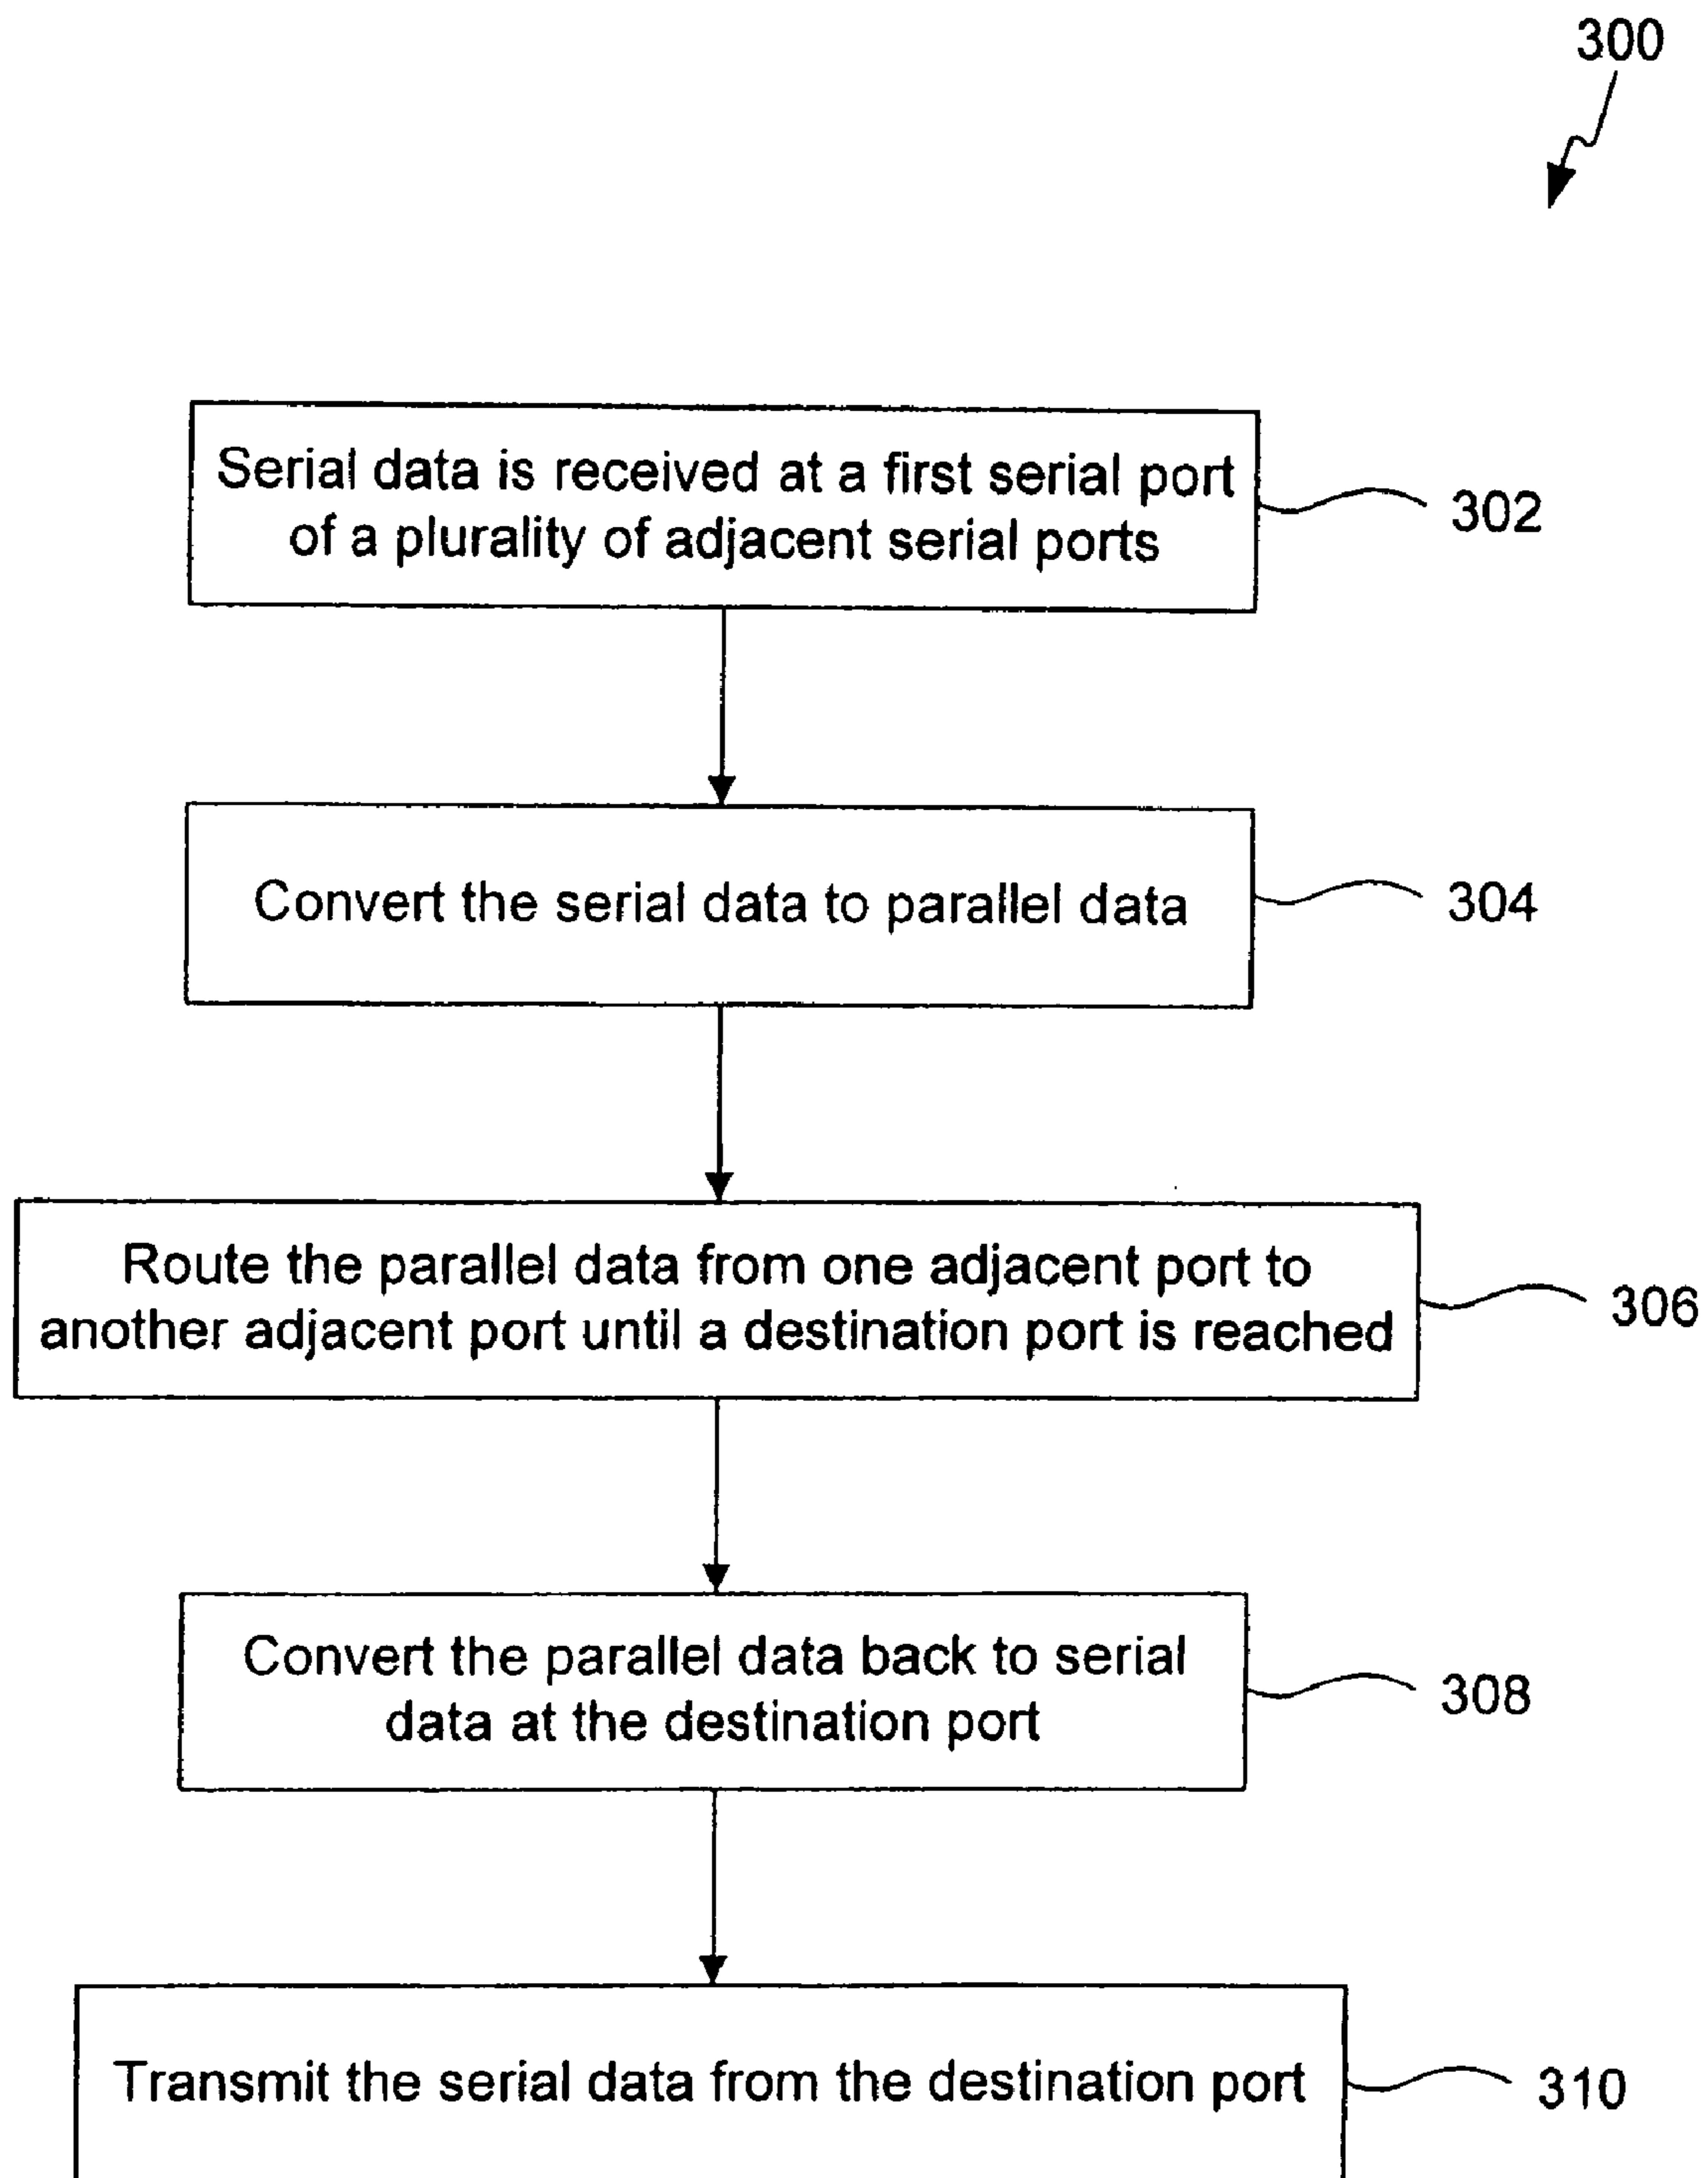 300
Serial data is received at a first serial port
of a plurality of adjacent serial ports
302
Convert the serial data to parallel data
304
Route the parallel data from one adjacent port to
another adjacent port until a destination port is reached
306
Convert the parallel data back to serial
data at the destination port
308
Transmit the serial data from the destination port
310